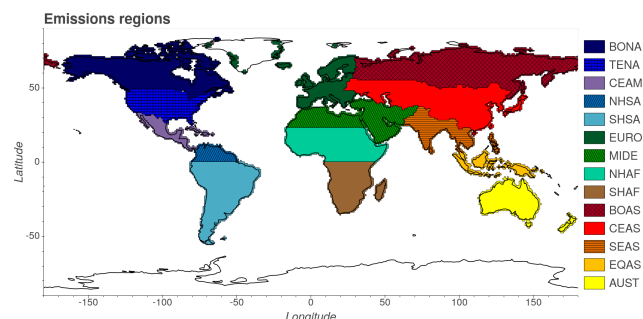 Emissions regions
BONA
TENA
CEAM
NHSA
SHSA
EURO
MIDE
NHAF
SHAF
BOAS
CEAS
SEAS
EQAS
AUST
50
0
-50
Latitude
-150
-100
-50
0
50
100
150
Longitude